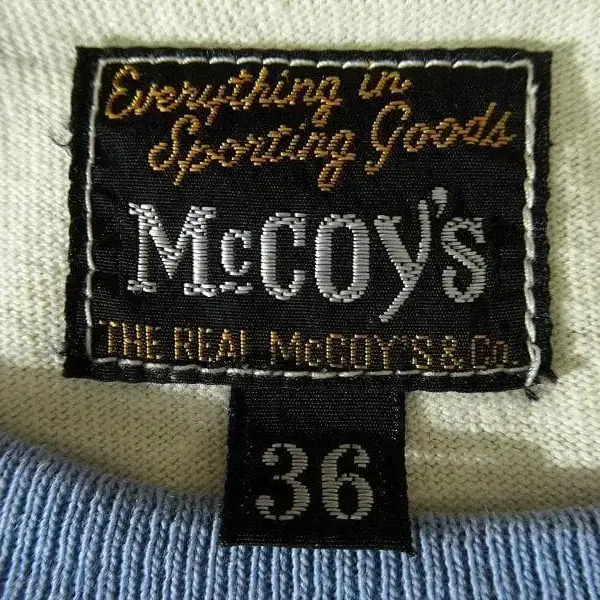 Everything in
Sporting Goods
McCOY'S
THE REAL McCOY'S & Co.
36